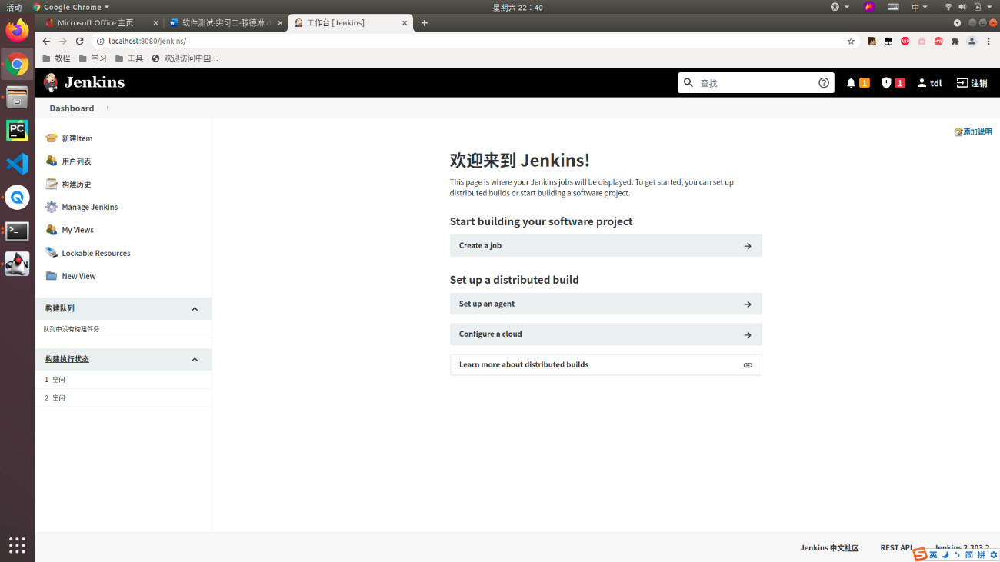 活动 Google Chrome 星期六 22：40 中
Microsoft Office 主页 软件测试-实习二-滕德淋.d 工作台 [Jenkins]
localhost:8080/jenkins/
教程 学习 工具 欢迎访问中国...
Jenkins 查找 1 1 tdl 注销
Dashboard
添加说明
新建Item
用户列表
构建历史
Manage Jenkins
My Views
Lockable Resources
New View
构建队列
队列中没有构建任务
构建执行状态
1 空闲
2 空闲
欢迎来到 Jenkins!
This page is where your Jenkins jobs will be displayed. To get started, you can set up
distributed builds or start building a software project.
Start building your software project
Create a job
Set up a distributed build
Set up an agent
Configure a cloud
Learn more about distributed builds
Jenkins 中文社区 REST API Jenkins 2.303.2
英 简 拼